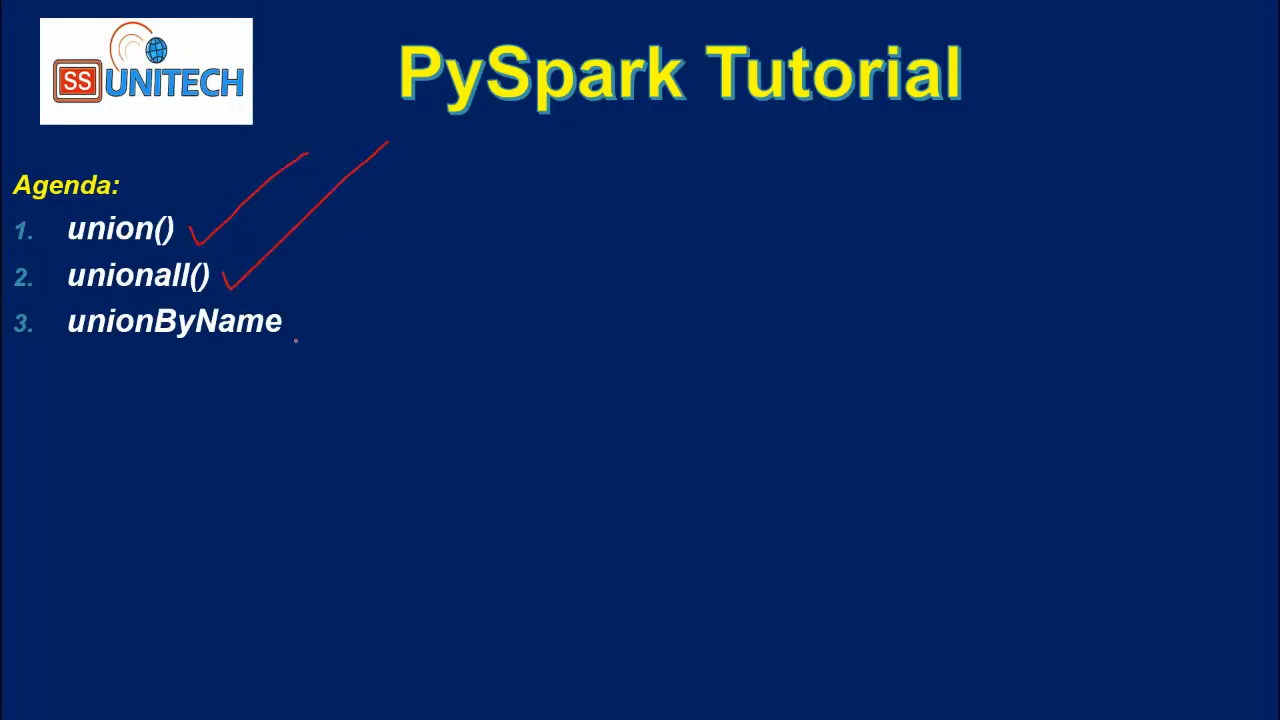 SS UNITECH
PySpark Tutorial
Agenda:
1. union()
2. unionall()
3. unionByName